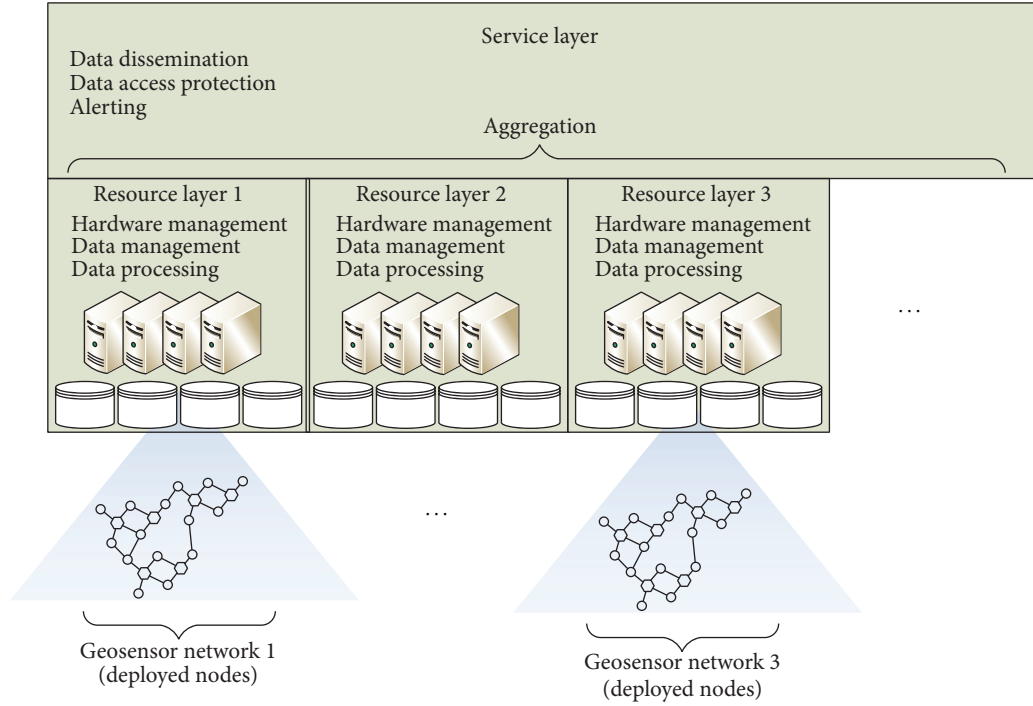 Service layer
Data dissemination
Data access protection
Alerting
Aggregation
Resource layer 1
Hardware management
Data management
Data processing
Resource layer 2
Hardware management
Data management
Data processing
Resource layer 3
Hardware management
Data management
Data processing
...
...
Geosensor network 1
(deployed nodes)
Geosensor network 3
(deployed nodes)